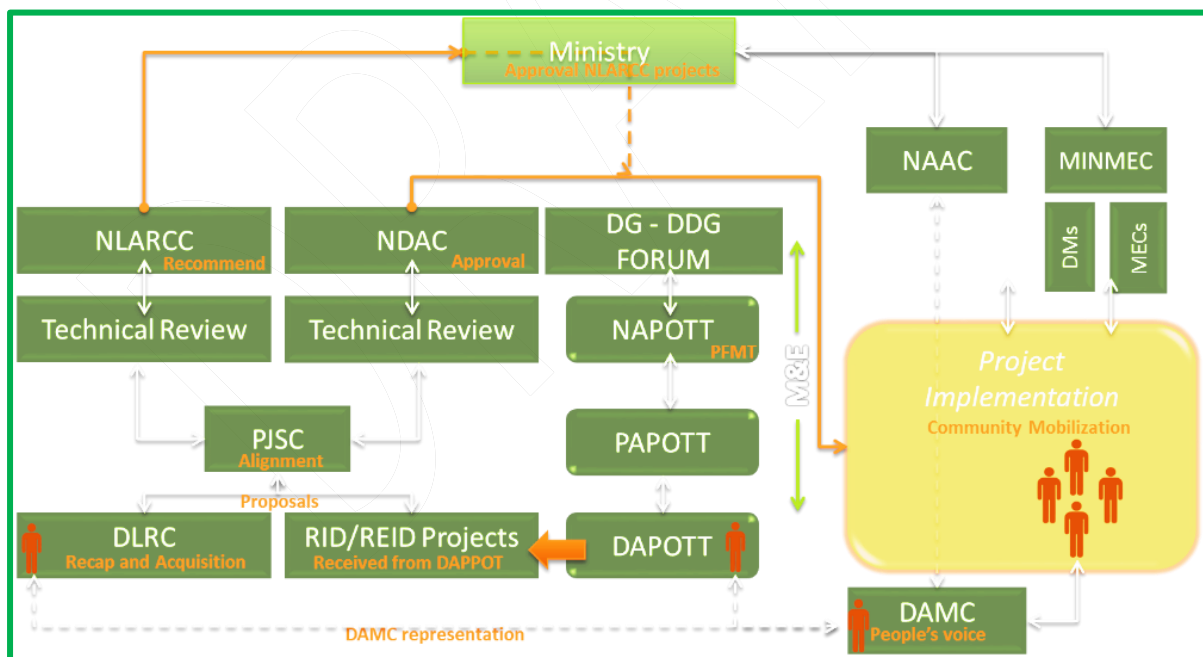 Ministry
Approval NLARCC projects
NAAC
MINMEC
NLARCC
Recommend
NDAC
Approval
DG - DDG
FORUM
DMs
MECs
Technical Review
Technical Review
NAPOTT
PFMT
M&E
Project
Implementation
Community Mobilization
PJSC
Alignment
PAPOTT
Proposals
DLRC
Recap and Acquisition
RID/REID Projects
Received from DAPPOT
DAPOTT
DAMC
People's voice
DAMC representation